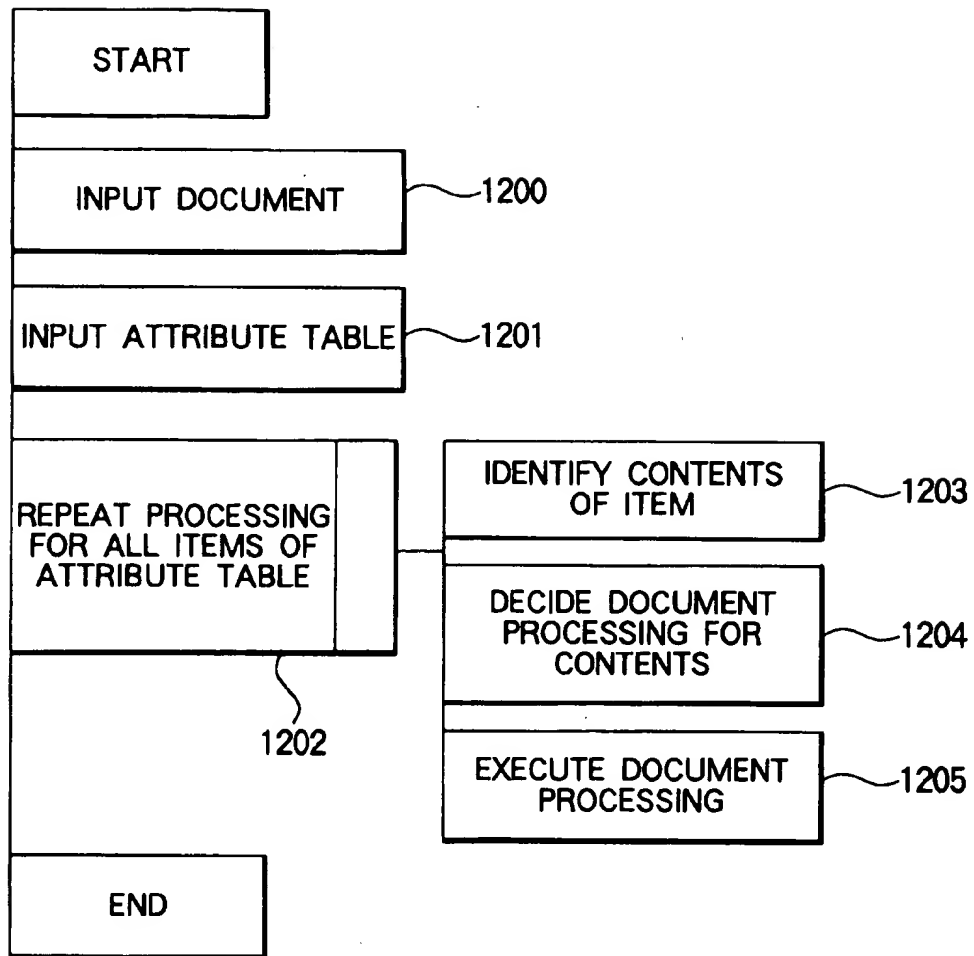 START
INPUT DOCUMENT
1200
INPUT ATTRIBUTE TABLE
1201
REPEAT PROCESSING
FOR ALL ITEMS OF
ATTRIBUTE TABLE
1202
IDENTIFY CONTENTS
OF ITEM
1203
DECIDE DOCUMENT
PROCESSING FOR
CONTENTS
1204
EXECUTE DOCUMENT
PROCESSING
1205
END